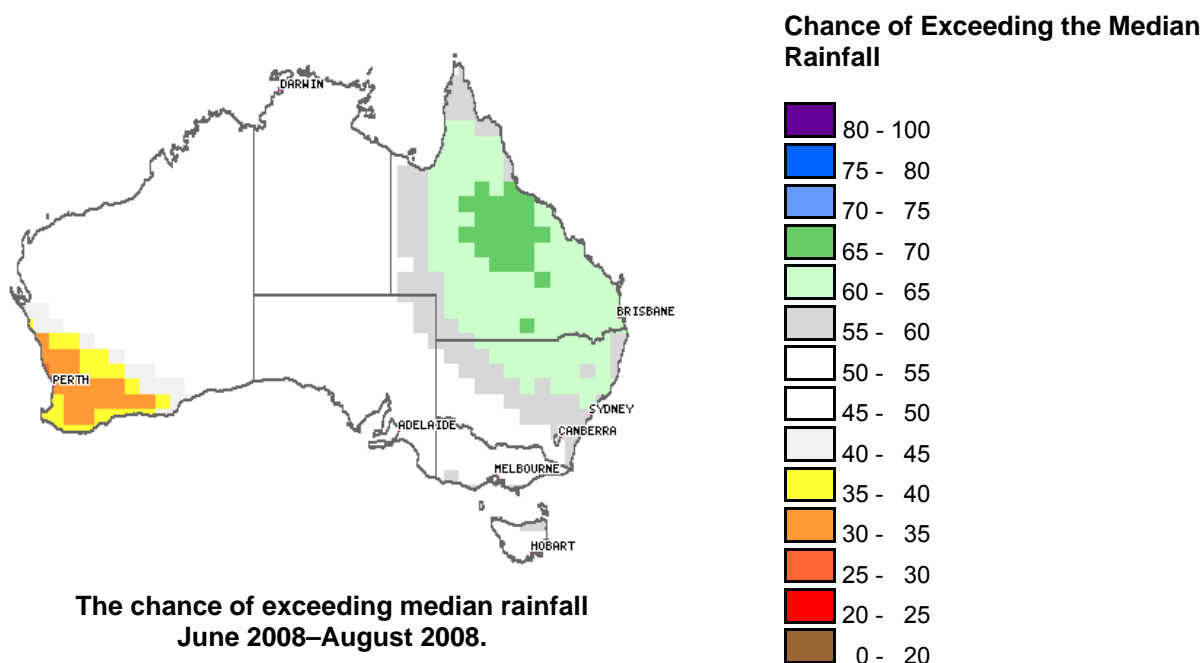 Chance of Exceeding the Median
Rainfall
80 - 100
75 - 80
70 - 75
65 - 70
60 - 65
55 - 60
50 - 55
45 - 50
40 - 45
35 - 40
30 - 35
25 - 30
20 - 25
0 - 20
DARWIN
BRISBANE
PERTH
SYDNEY
ADELAIDE
CANBERRA
MELBOURNE
HOBART
The chance of exceeding median rainfall
June 2008–August 2008.